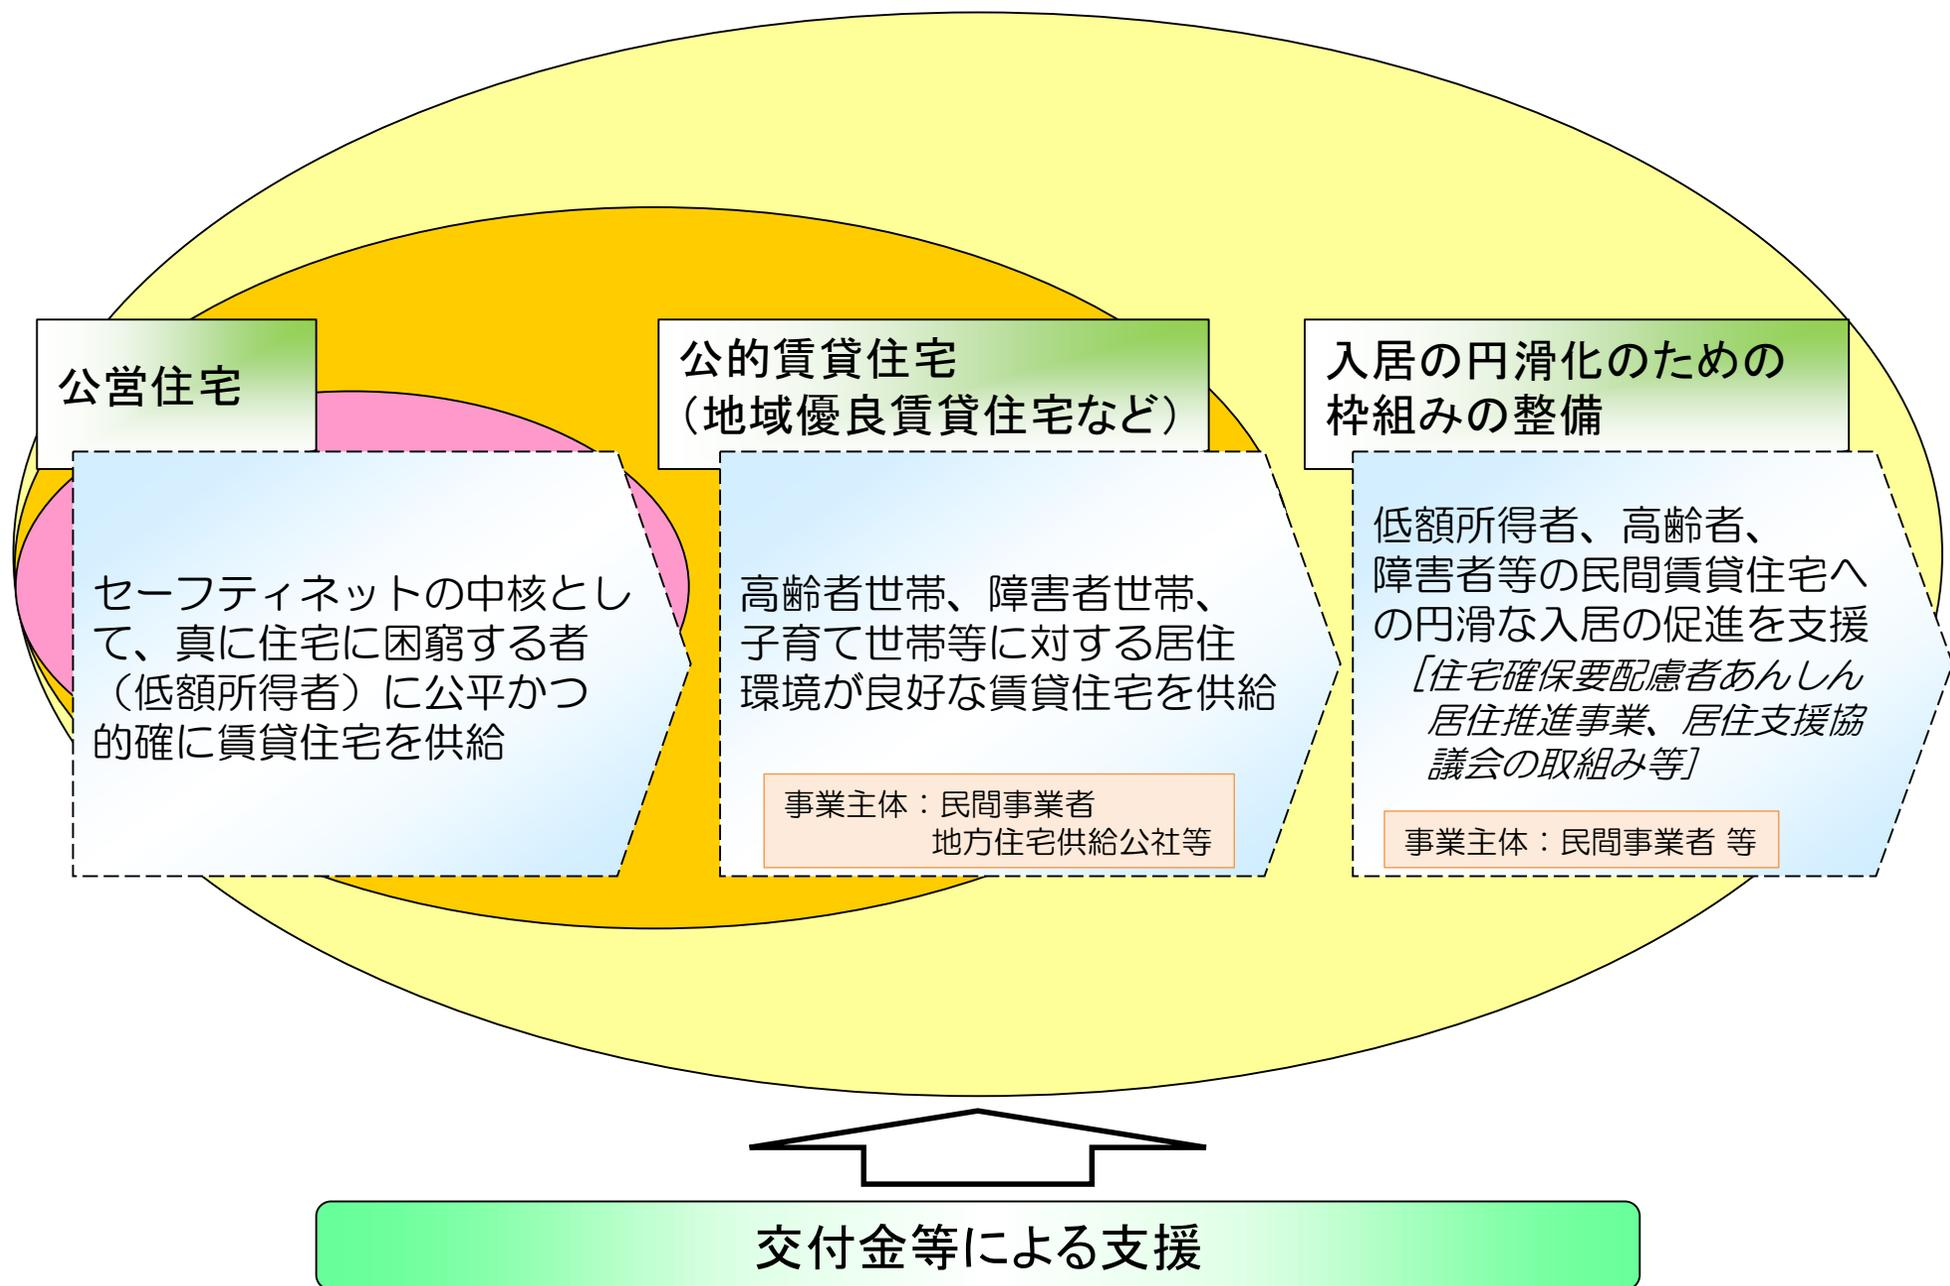 公営住宅
セーフティネットの中核とし
て、真に住宅に困窮する者
（低額所得者）に公平かつ
的確に賃貸住宅を供給
公的賃貸住宅
（地域優良賃貸住宅など）
高齢者世帯、障害者世帯、
子育て世帯等に対する居住
環境が良好な賃貸住宅を供給
事業主体：民間事業者
地方住宅供給公社等
入居の円滑化のための
枠組みの整備
低額所得者、高齢者、
障害者等の民間賃貸住宅へ
の円滑な入居の促進を支援
［住宅確保要配慮者あんしん
居住推進事業、居住支援協
議会の取組み等］
事業主体：民間事業者 等
交付金等による支援